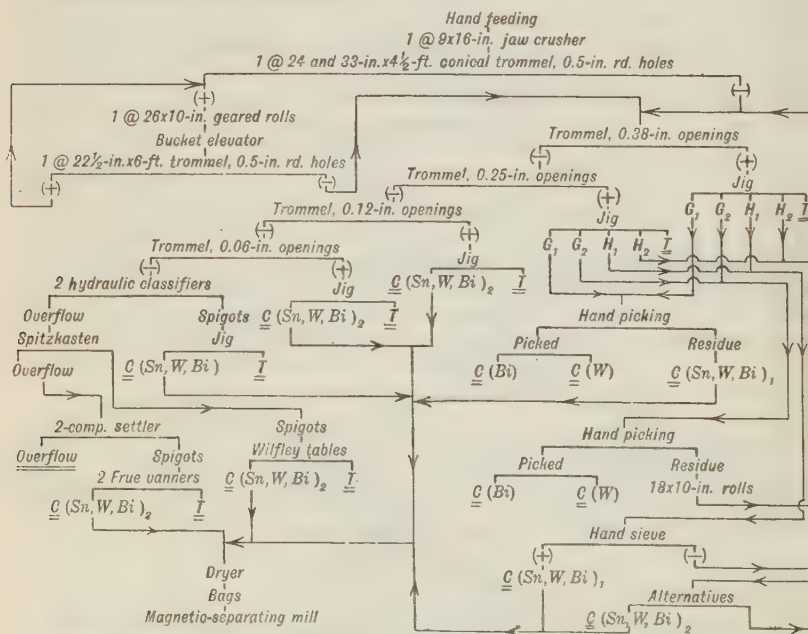 Hand feeding
1 @ 9x16-in. jaw crusher
1 @ 24 and 33-in.x4½-ft. conical trommel, 0.5-in. rd. holes
(+) (-)
1 @ 26x10-in. geared rolls
Bucket elevator
1 @ 22½-in.x6-ft. trommel, 0.5-in. rd. holes
(+) (-)
Trommel, 0.38-in. openings
(-) (+)
Jig
G₁ G₂ H₁ H₂ T
Trommel, 0.25-in. openings
(-) (+)
Jig
G₁ G₂ H₁ H₂ T
Trommel, 0.12-in. openings
(-) (+)
Jig
C (Sn, W, Bi)₂ T
Trommel, 0.06-in. openings
(-) (+)
Jig
C (Sn, W, Bi)₂ T
2 hydraulic classifiers
Overflow Spigots
Spitzkasten Jig
C (Sn, W, Bi) T
Overflow Spigots
2-comp. settler Wilfley tables
Overflow Spigots C (Sn, W, Bi)₂ T
2 Frue vanners
C (Sn, W, Bi)₂ T
Dryer
Bags
Magnetic-separating mill
Hand picking
Picked Residue
C (Bi) C (W) C (Sn, W, Bi)₁
Hand picking
Picked Residue
C (Bi) C (W) 18x10-in. rolls
Hand sieve
(+) (-)
C (Sn, W, Bi)₁
Alternatives
C (Sn, W, Bi)₂